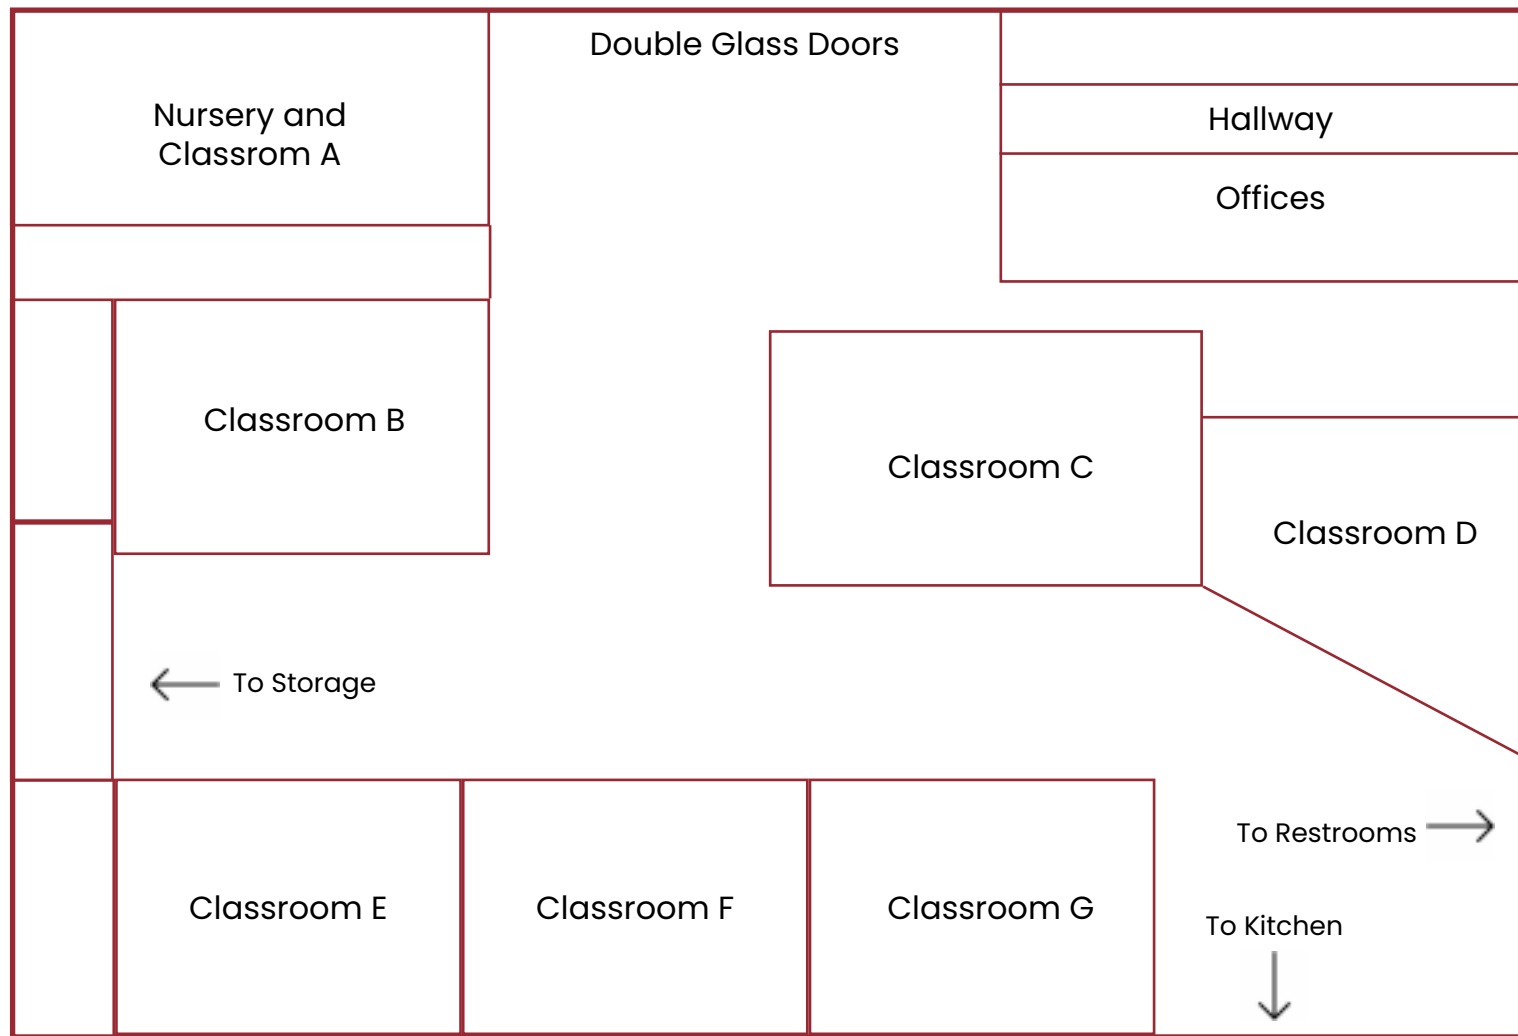 Double Glass Doors
Nursery and
Classrom A
Hallway
Offices
Classroom B
Classroom C
Classroom D
To Storage
To Restrooms
Classroom E
Classroom F
Classroom G
To Kitchen